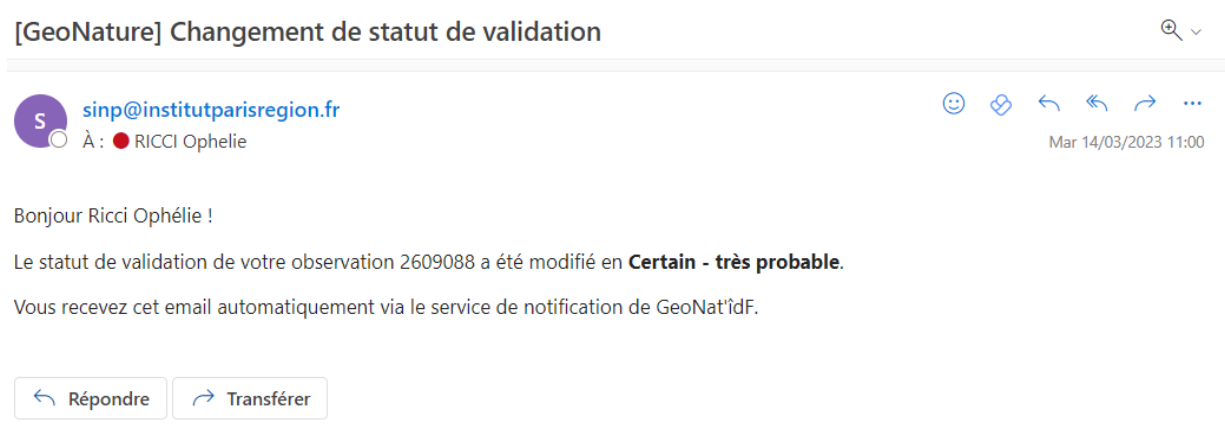 [GeoNature] Changement de statut de validation
S
sinp@institutparisregion.fr
À : RICCI Ophelie
Mar 14/03/2023 11:00
Bonjour Ricci Ophélie !
Le statut de validation de votre observation 2609088 a été modifié en Certain - très probable.
Vous recevez cet email automatiquement via le service de notification de GeoNat'îdF.
Répondre
Transférer